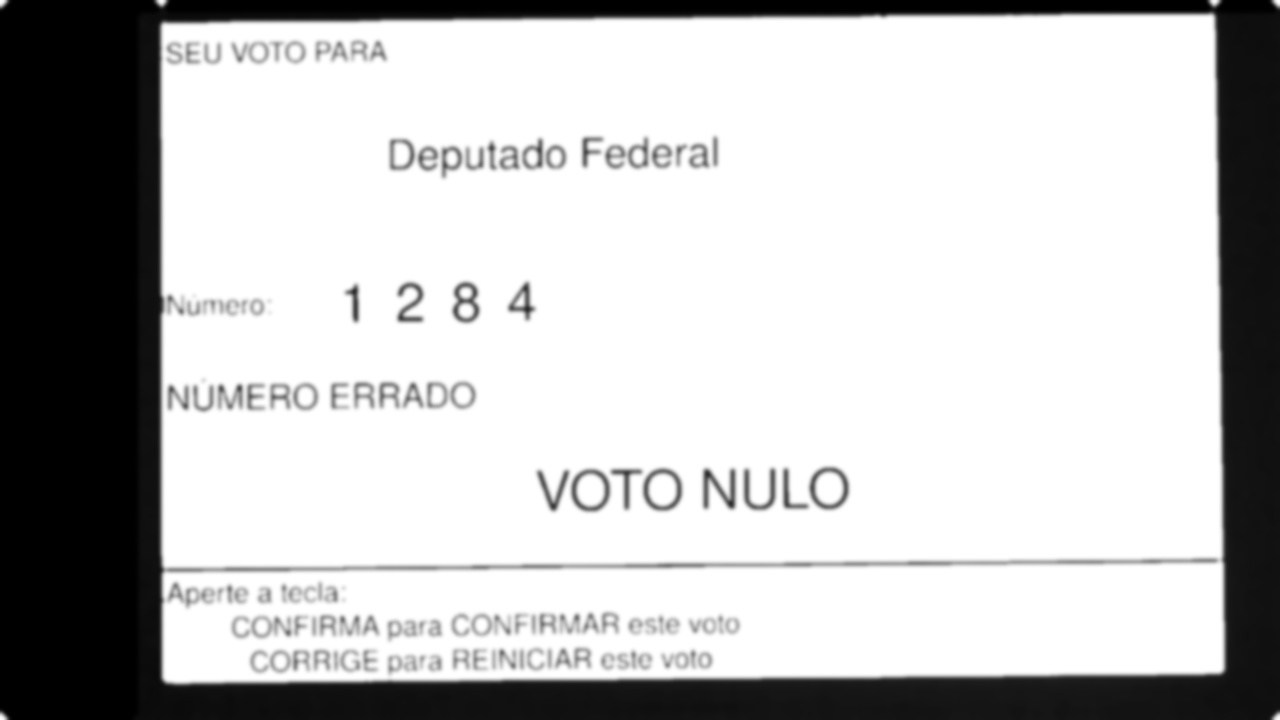 SEU VOTO PARA
Deputado Federal
Número: 1 2 8 4
NÚMERO ERRADO
VOTO NULO
Aperte a tecla:
CONFIRMA para CONFIRMAR este voto
CORRIGE para REINICIAR este voto